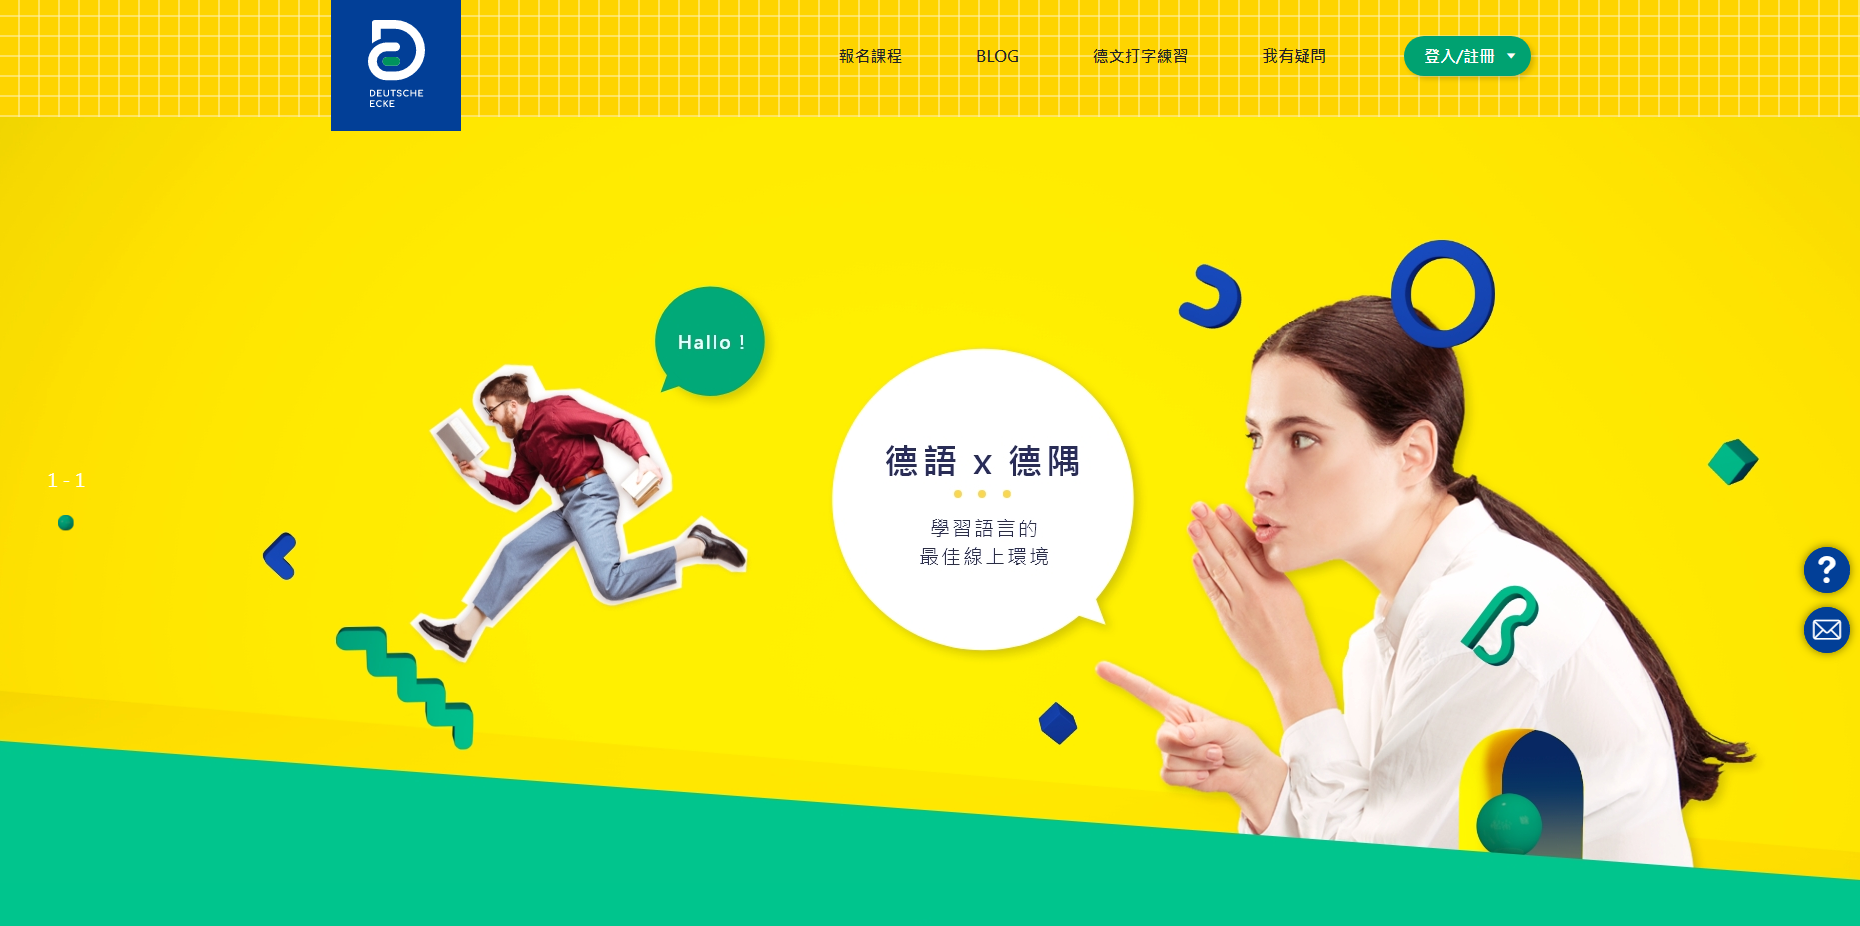 DEUTSCHE
ECKE
報名課程
BLOG
德文打字練習
我有疑問
登入/註冊
Hallo !
德語 x 德隅
學習語言的
最佳線上環境
1 - 1
?